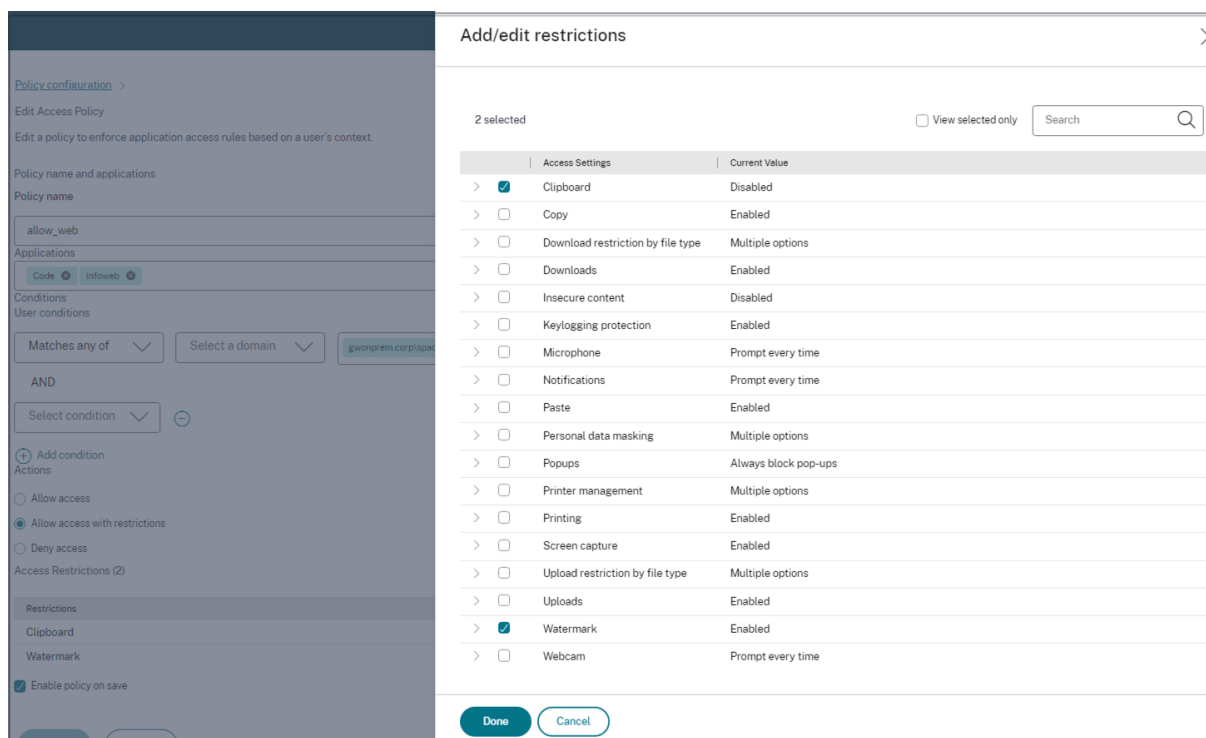 Policy configuration >
Edit Access Policy
Edit a policy to enforce application access rules based on a user's context.
Policy name and applications
Policy name
allow_web
Applications
Code Infoweb
Conditions
User conditions
Matches any of Select a domain gwonprem.corp\spac
AND
Select condition
Add condition
Actions
Allow access
Allow access with restrictions
Deny access
Access Restrictions (2)
Restrictions
Clipboard
Watermark
Enable policy on save
Add/edit restrictions
2 selected View selected only Search
Access Settings Current Value
Clipboard Disabled
Copy Enabled
Download restriction by file type Multiple options
Downloads Enabled
Insecure content Disabled
Keylogging protection Enabled
Microphone Prompt every time
Notifications Prompt every time
Paste Enabled
Personal data masking Multiple options
Popups Always block pop-ups
Printer management Multiple options
Printing Enabled
Screen capture Enabled
Upload restriction by file type Multiple options
Uploads Enabled
Watermark Enabled
Webcam Prompt every time
Done Cancel